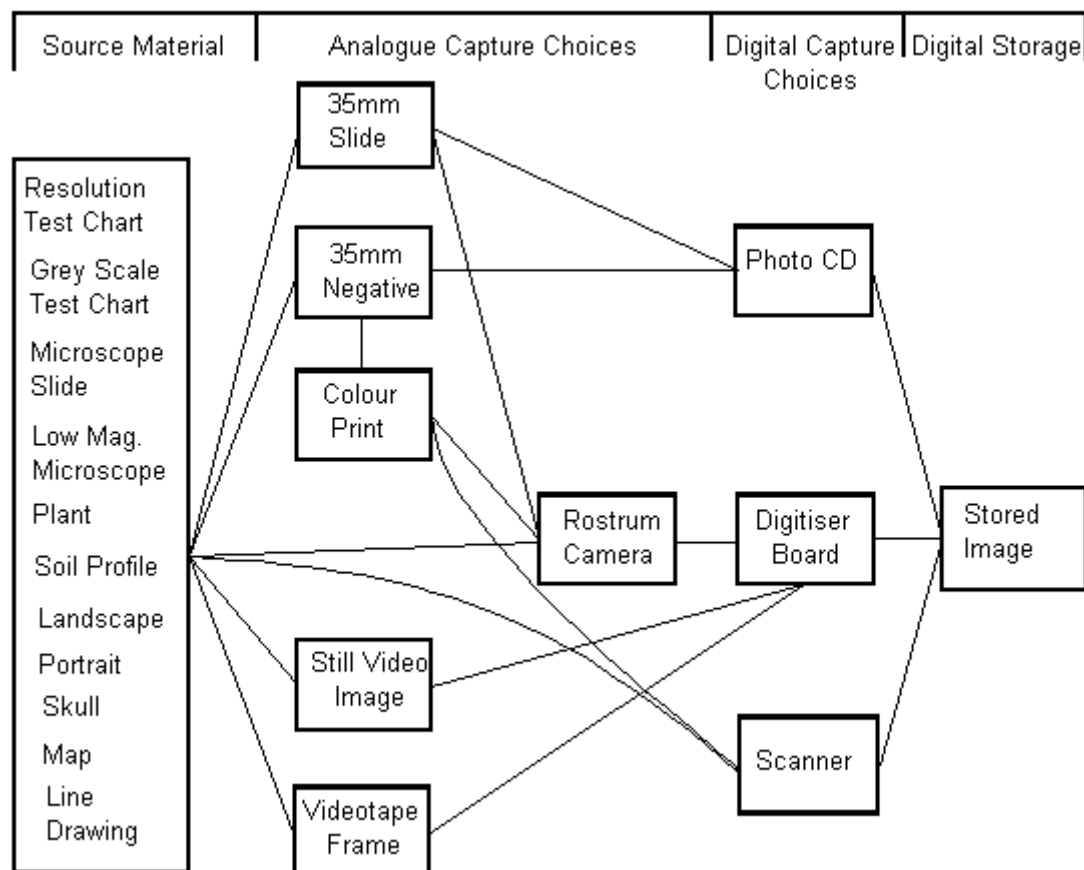 Source Material
Analogue Capture Choices
Digital Capture
Choices
Digital Storage
Resolution
Test Chart
Grey Scale
Test Chart
Microscope
Slide
Low Mag.
Microscope
Plant
Soil Profile
Landscape
Portrait
Skull
Map
Line
Drawing
35mm
Slide
35mm
Negative
Colour
Print
Rostrum
Camera
Still Video
Image
Videotape
Frame
Photo CD
Digitiser
Board
Scanner
Stored
Image